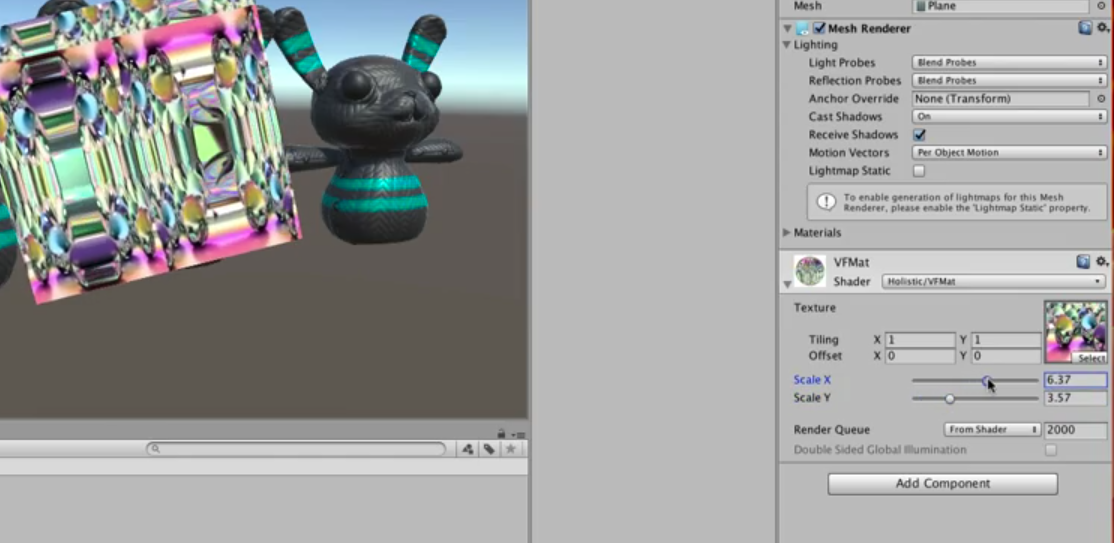 Mesh Plane
Mesh Renderer
Lighting
Light Probes Blend Probes
Reflection Probes Blend Probes
Anchor Override None (Transform)
Cast Shadows On
Receive Shadows
Motion Vectors Per Object Motion
Lightmap Static
To enable generation of lightmaps for this Mesh
Renderer, please enable the 'Lightmap Static' property.
Materials
VFMat
Shader Holistic/VFMat
Texture
Tiling X 1 Y 1
Offset X 0 Y 0
Select
Scale X 6.37
Scale Y 3.57
Render Queue From Shader 2000
Double Sided Global Illumination
Add Component